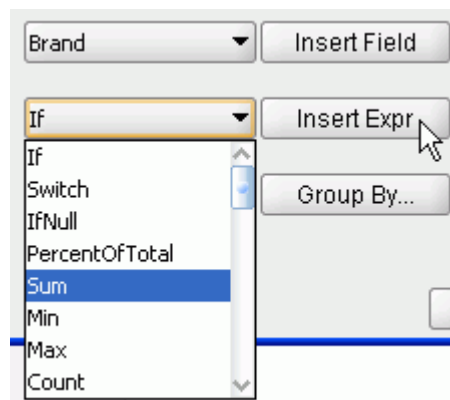 Brand Insert Field
If Insert Expr
If
Switch
IfNull
Group By...
PercentOfTotal
Sum
Min
Max
Count